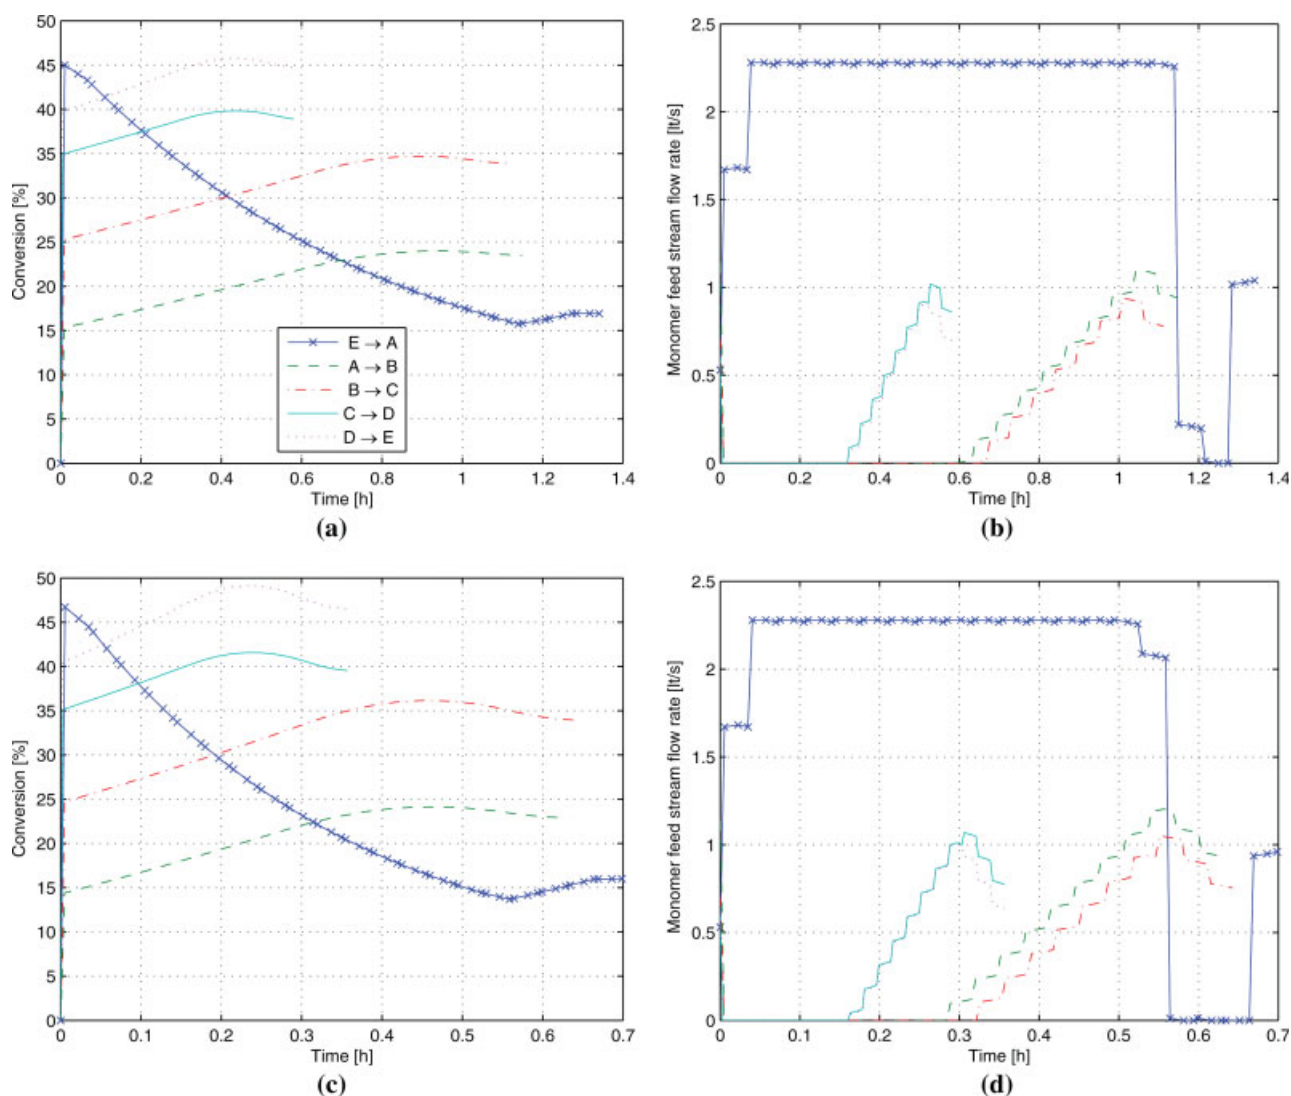 50
45
40
35
30
25
20
15
10
5
0
Conversion [%]
E → A
A → B
B → C
C → D
D → E
0 0.2 0.4 0.6 0.8 1 1.2 1.4
Time [h]
(a)
2.5
2
1.5
1
0.5
0
Monomer feed stream flow rate [lt/s]
0 0.2 0.4 0.6 0.8 1 1.2 1.4
Time [h]
(b)
50
45
40
35
30
25
20
15
10
5
0
Conversion [%]
0 0.1 0.2 0.3 0.4 0.5 0.6 0.7
Time [h]
(c)
2.5
2
1.5
1
0.5
0
Monomer feed stream flow rate [lt/s]
0 0.1 0.2 0.3 0.4 0.5 0.6 0.7
Time [h]
(d)